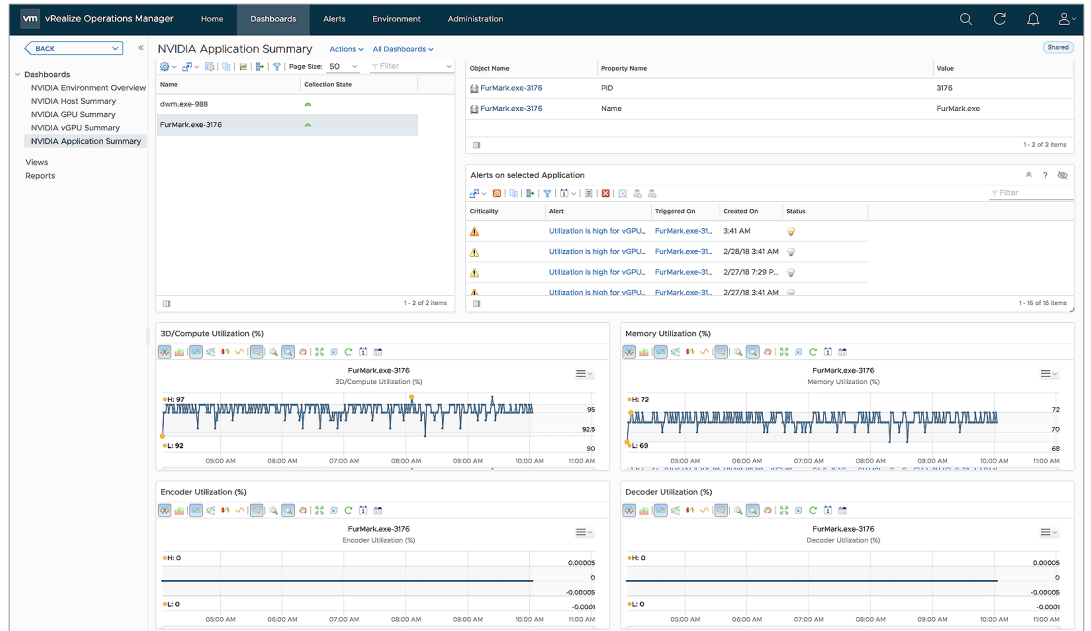 vm vRealize Operations Manager Home Dashboards Alerts Environment Administration
BACK
Dashboards
NVIDIA Environment Overview
NVIDIA Host Summary
NVIDIA GPU Summary
NVIDIA vGPU Summary
NVIDIA Application Summary
Views
Reports
NVIDIA Application Summary Actions All Dashboards Shared
Page Size: 50 Filter
Name Collection State
dwm.exe-988
FurMark.exe-3176
1 - 2 of 2 items
Object Name Property Name Value
FurMark.exe-3176 PID 3176
FurMark.exe-3176 Name FurMark.exe
1 - 2 of 2 items
Alerts on selected Application
Filter
Criticality Alert Triggered On Created On Status
Utilization is high for vGPU... FurMark.exe-31... 3:41 AM
Utilization is high for vGPU... FurMark.exe-31... 2/28/18 3:41 AM
Utilization is high for vGPU... FurMark.exe-31... 2/27/18 7:29 P...
Utilization is high for vGPU... FurMark.exe-31... 2/27/18 3:41 AM
1 - 16 of 16 items
3D/Compute Utilization (%)
FurMark.exe-3176
3D/Compute Utilization (%)
H: 97
95
92.5
L: 92
90
05:00 AM 06:00 AM 07:00 AM 08:00 AM 09:00 AM 10:00 AM 11:00 AM
Memory Utilization (%)
FurMark.exe-3176
Memory Utilization (%)
H: 72
72
70
L: 69
68
05:00 AM 06:00 AM 07:00 AM 08:00 AM 09:00 AM 10:00 AM 11:00 AM
Encoder Utilization (%)
FurMark.exe-3176
Encoder Utilization (%)
H: 0
0.00005
0
-0.00005
L: 0
-0.0001
05:00 AM 06:00 AM 07:00 AM 08:00 AM 09:00 AM 10:00 AM 11:00 AM
Decoder Utilization (%)
FurMark.exe-3176
Decoder Utilization (%)
H: 0
0.00005
0
-0.00005
L: 0
-0.0001
05:00 AM 06:00 AM 07:00 AM 08:00 AM 09:00 AM 10:00 AM 11:00 AM